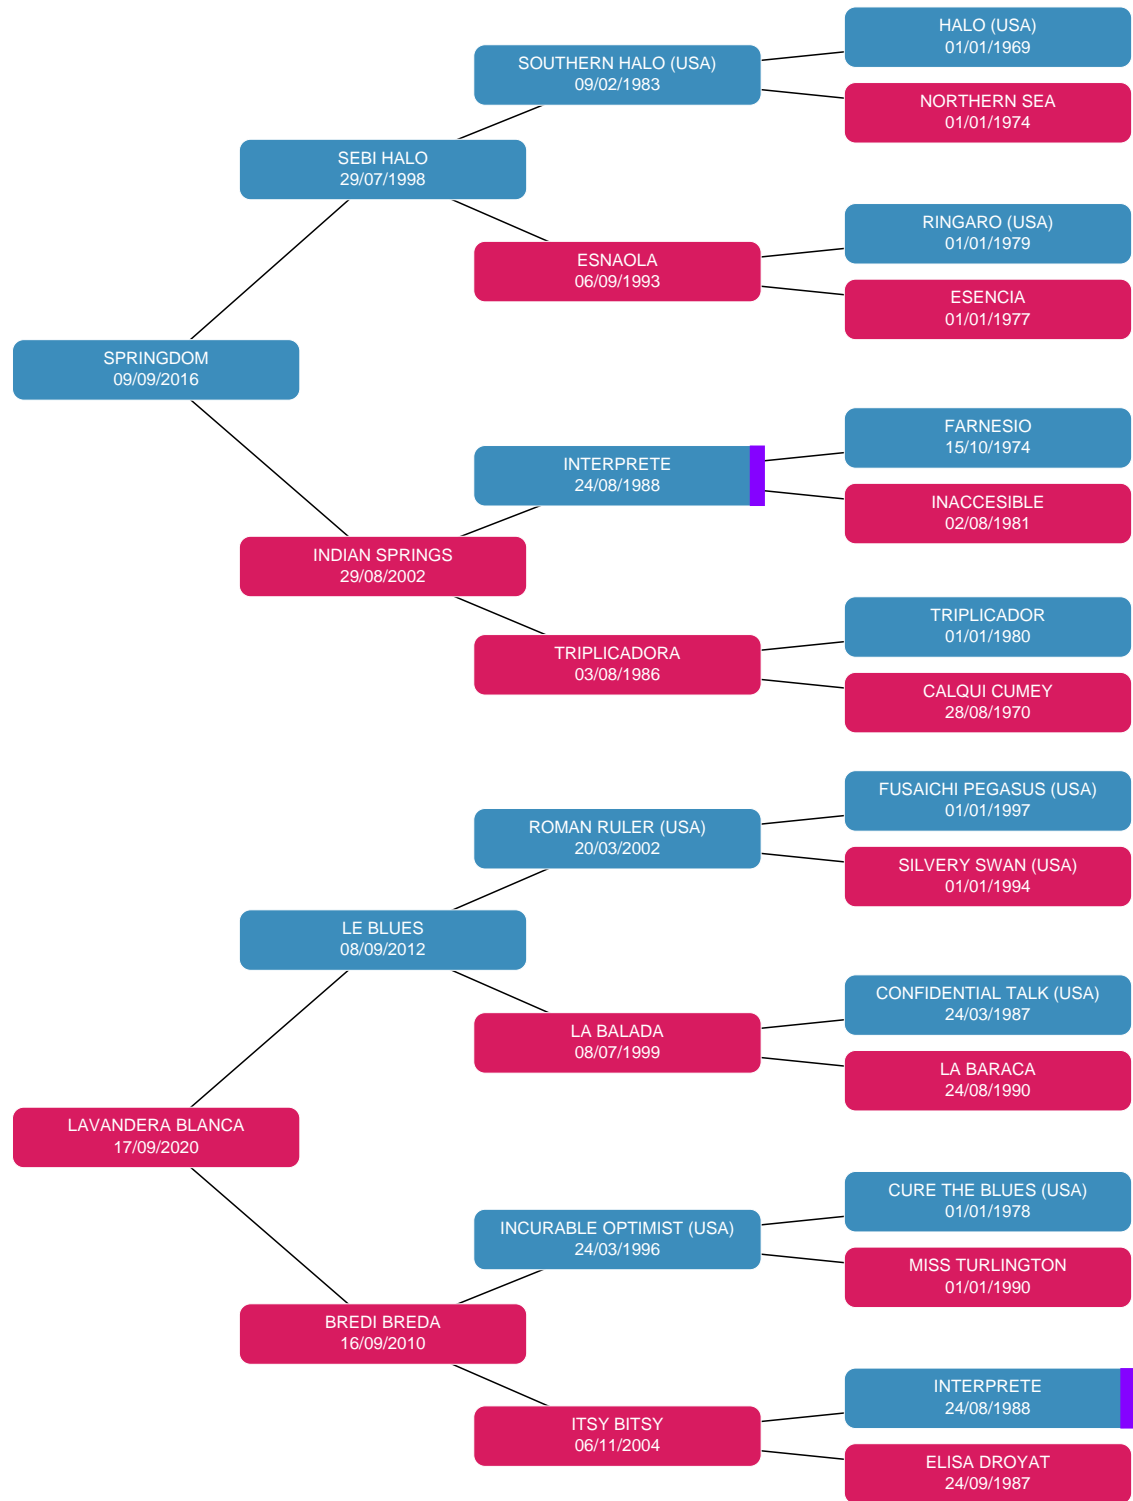 HALO (USA)
01/01/1969
SOUTHERN HALO (USA)
09/02/1983
NORTHERN SEA
01/01/1974
SEBI HALO
29/07/1998
RINGARO (USA)
01/01/1979
ESNAOLA
06/09/1993
ESENCIA
01/01/1977
SPRINGDOM
09/09/2016
FARNESIO
15/10/1974
INTERPRETE
24/08/1988
INACCESIBLE
02/08/1981
INDIAN SPRINGS
29/08/2002
TRIPLICADOR
01/01/1980
TRIPLICADORA
03/08/1986
CALQUI CUMEY
28/08/1970
FUSAICHI PEGASUS (USA)
01/01/1997
ROMAN RULER (USA)
20/03/2002
SILVERY SWAN (USA)
01/01/1994
LE BLUES
08/09/2012
CONFIDENTIAL TALK (USA)
24/03/1987
LA BALADA
08/07/1999
LA BARACA
24/08/1990
LAVANDERA BLANCA
17/09/2020
CURE THE BLUES (USA)
01/01/1978
INCURABLE OPTIMIST (USA)
24/03/1996
MISS TURLINGTON
01/01/1990
BREDI BREDA
16/09/2010
INTERPRETE
24/08/1988
ITSY BITSY
06/11/2004
ELISA DROYAT
24/09/1987